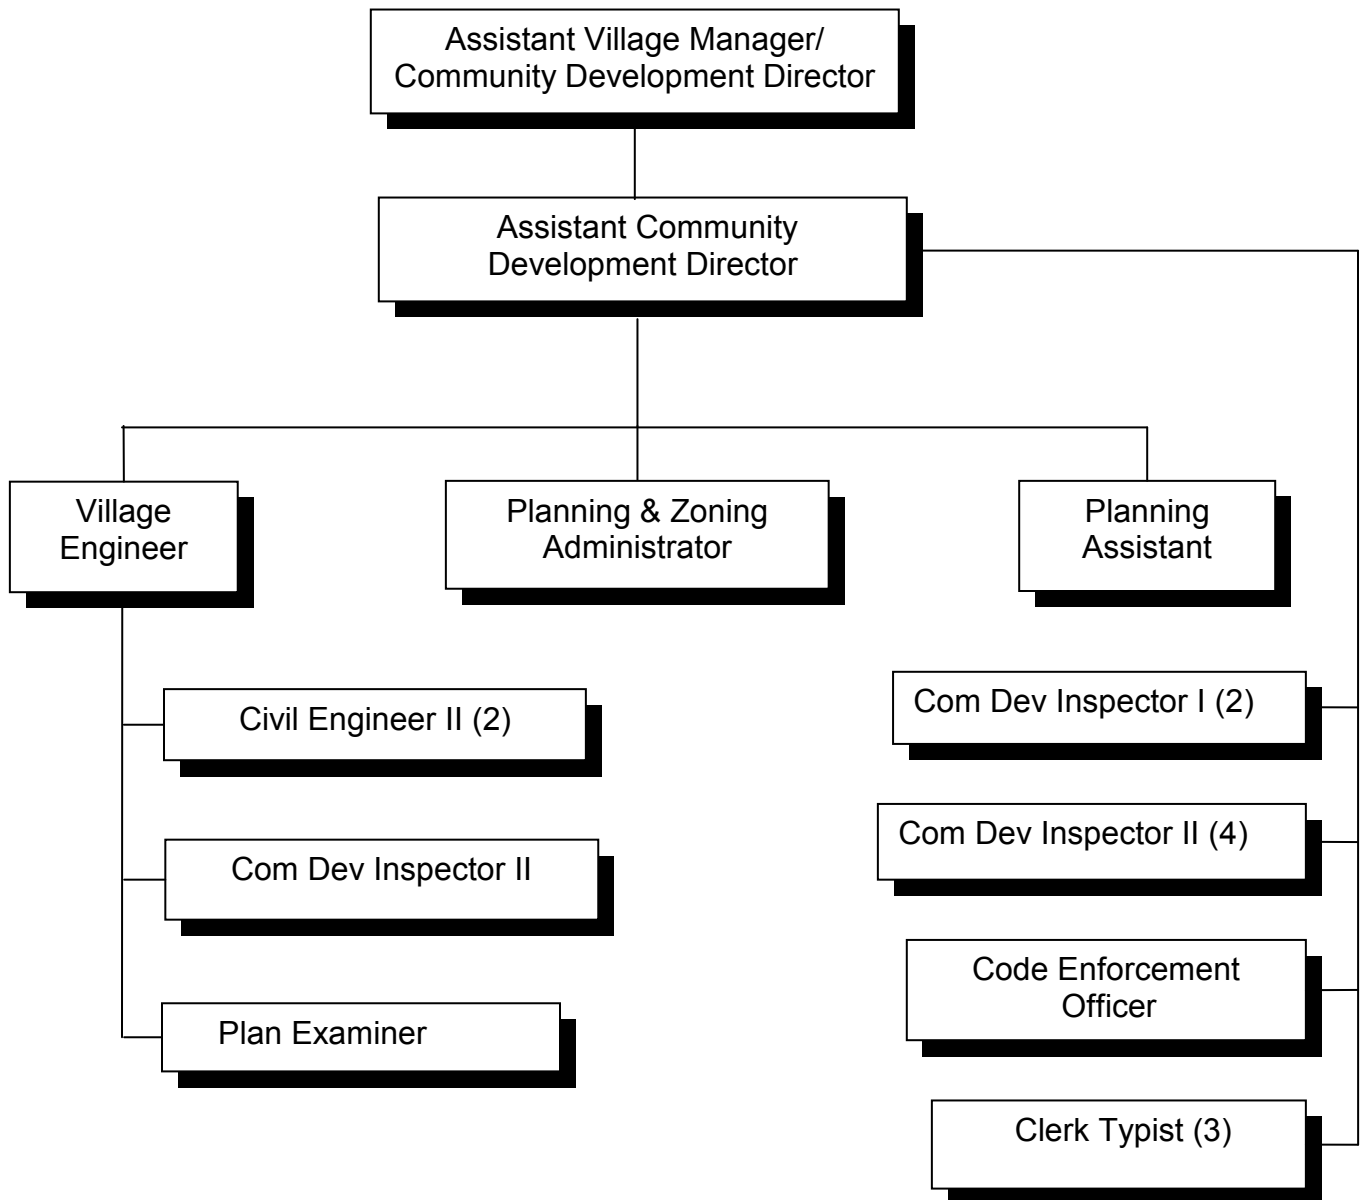 Assistant Village Manager/
Community Development Director
Assistant Community
Development Director
Village
Engineer
Planning & Zoning
Administrator
Planning
Assistant
Civil Engineer II (2)
Com Dev Inspector II
Plan Examiner
Com Dev Inspector I (2)
Com Dev Inspector II (4)
Code Enforcement
Officer
Clerk Typist (3)